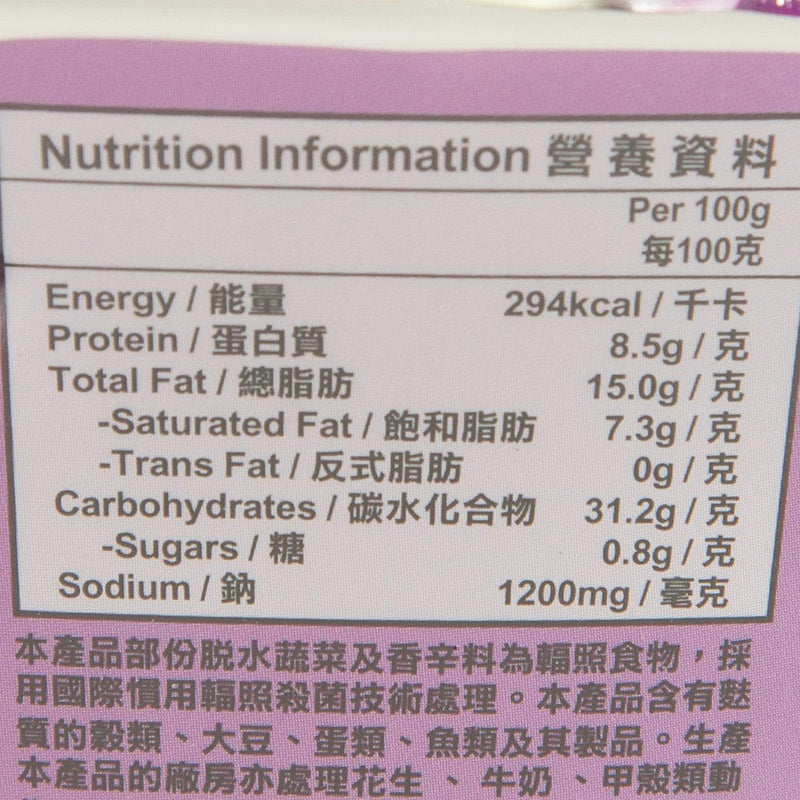 Nutrition Information 營養資料
Per 100g
每100克
Energy / 能量 294kcal / 千卡
Protein / 蛋白質 8.5g / 克
Total Fat / 總脂肪 15.0g / 克
-Saturated Fat / 飽和脂肪 7.3g / 克
-Trans Fat / 反式脂肪 0g / 克
Carbohydrates / 碳水化合物 31.2g / 克
-Sugars / 糖 0.8g / 克
Sodium / 鈉 1200mg / 毫克
本產品部份脱水蔬菜及香辛料為輻照食物，採
用國際慣用輻照殺菌技術處理。本產品含有麩
質的穀類、大豆、蛋類、魚類及其製品。生產
本產品的廠房亦處理花生、牛奶、甲殼類動